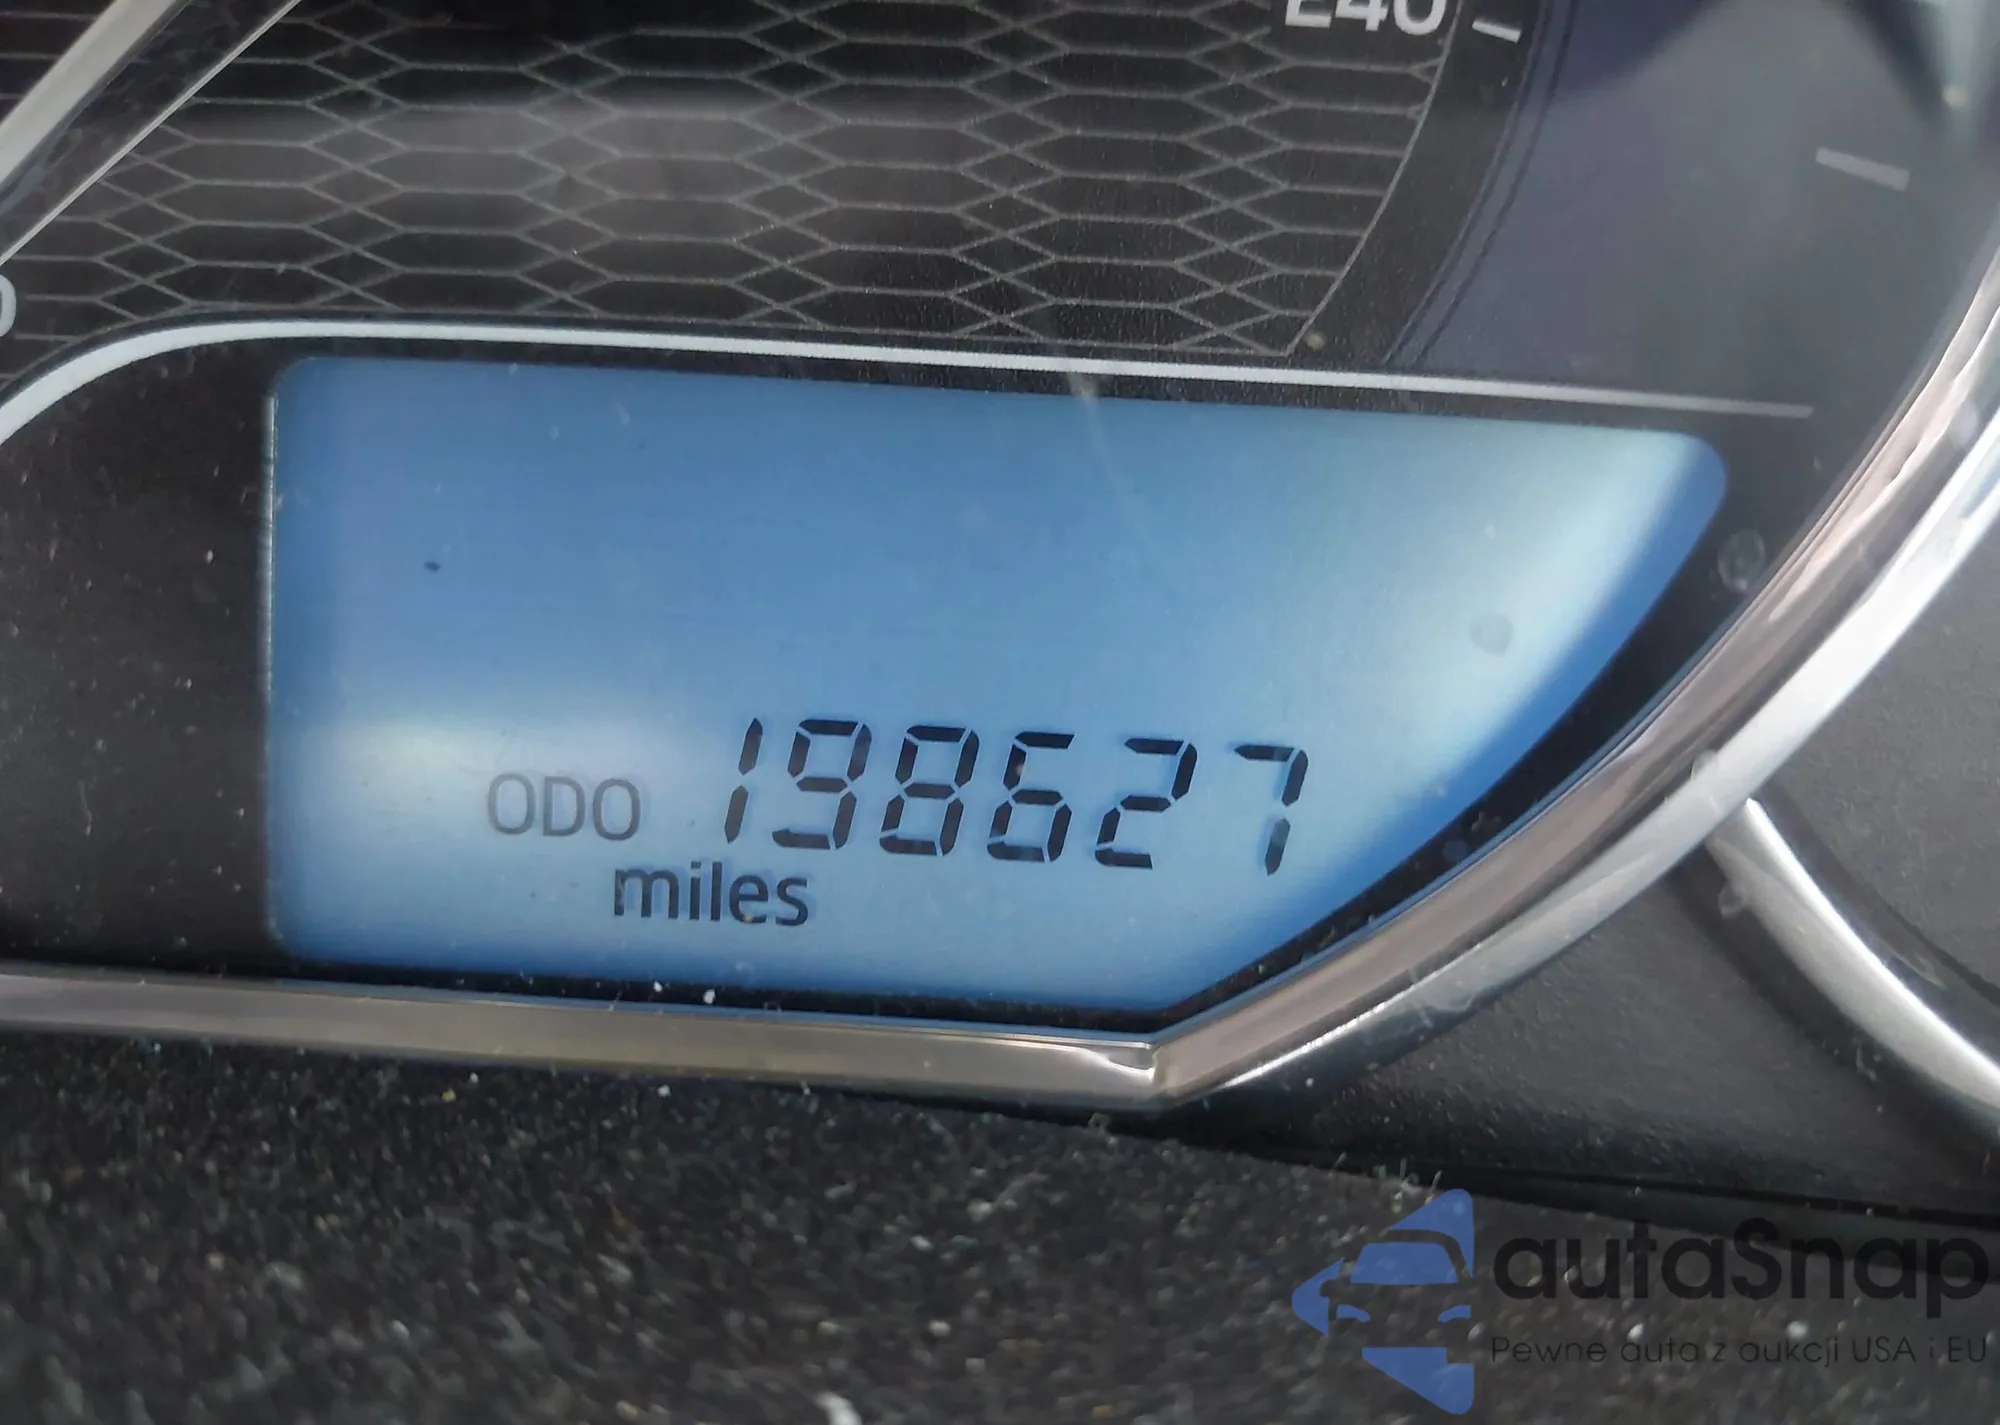 E40
ODO 198627
miles
autaSnap
Pewne auta z aukcji USA i EU